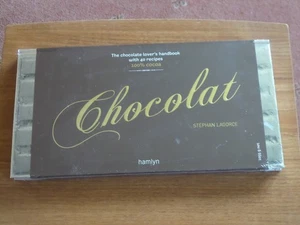 The chocolate lover's handbook
with 40 recipes
100% cocoa
Chocolat
STEPHAN LAGORCE
hamlyn